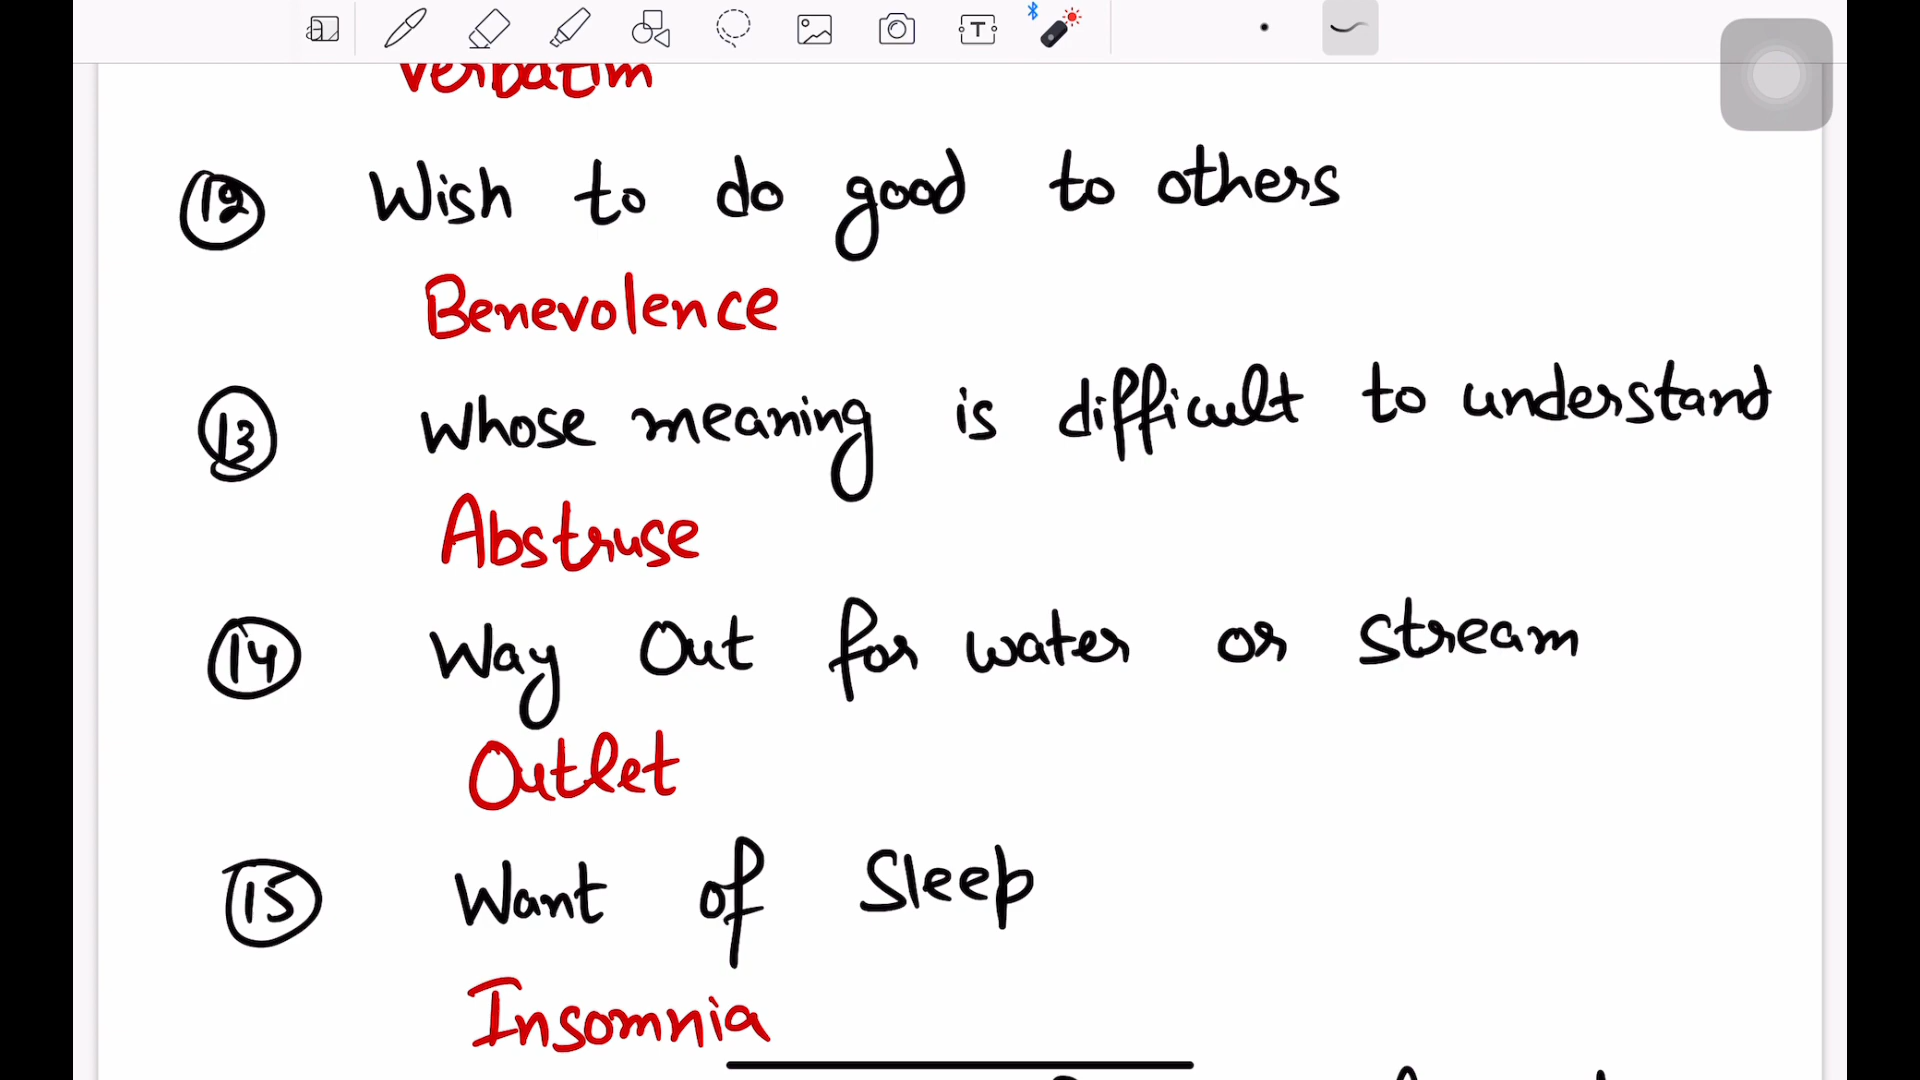 Verbatim
12 Wish to do good to others
Benevolence
13 Whose meaning is difficult to understand
Abstruse
14 Way Out for water or stream
Outlet
15 Want of Sleep
Insomnia